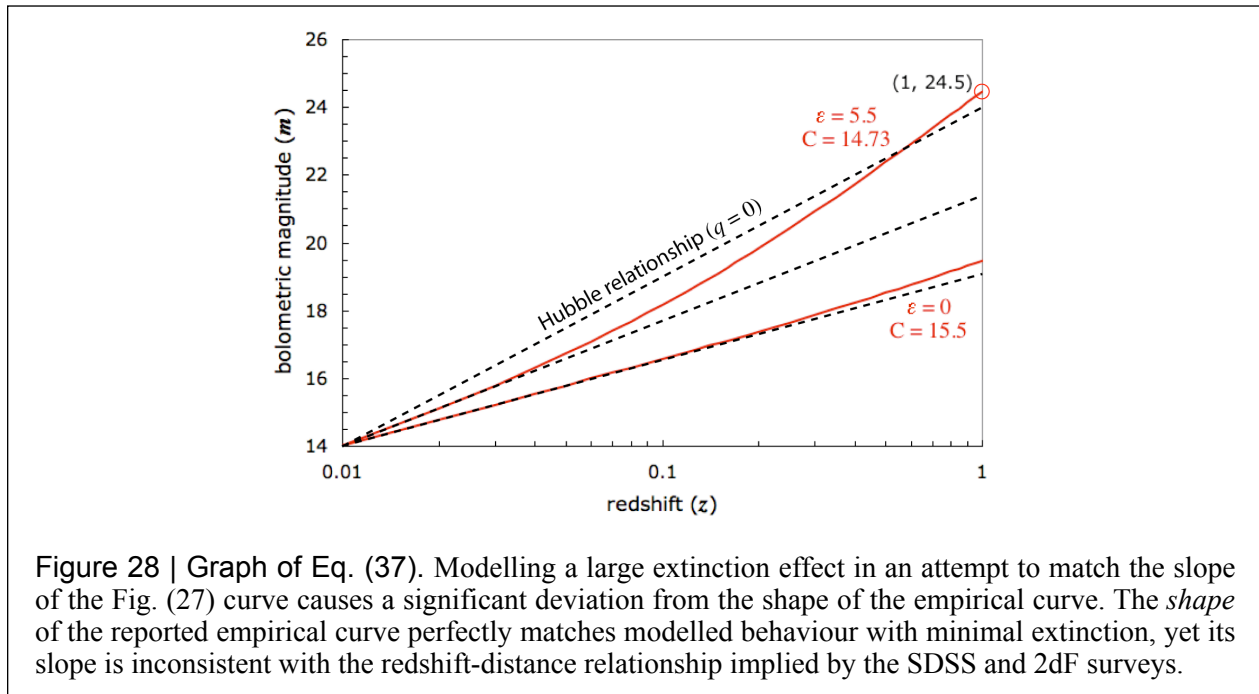 26
24
22
20
18
16
14
bolometric magnitude (m)
(1, 24.5)
ε = 5.5
C = 14.73
Hubble relationship (q = 0)
ε = 0
C = 15.5
0.01
0.1
1
redshift (z)
Figure 28 | Graph of Eq. (37). Modelling a large extinction effect in an attempt to match the slope
of the Fig. (27) curve causes a significant deviation from the shape of the empirical curve. The shape
of the reported empirical curve perfectly matches modelled behaviour with minimal extinction, yet its
slope is inconsistent with the redshift-distance relationship implied by the SDSS and 2dF surveys.